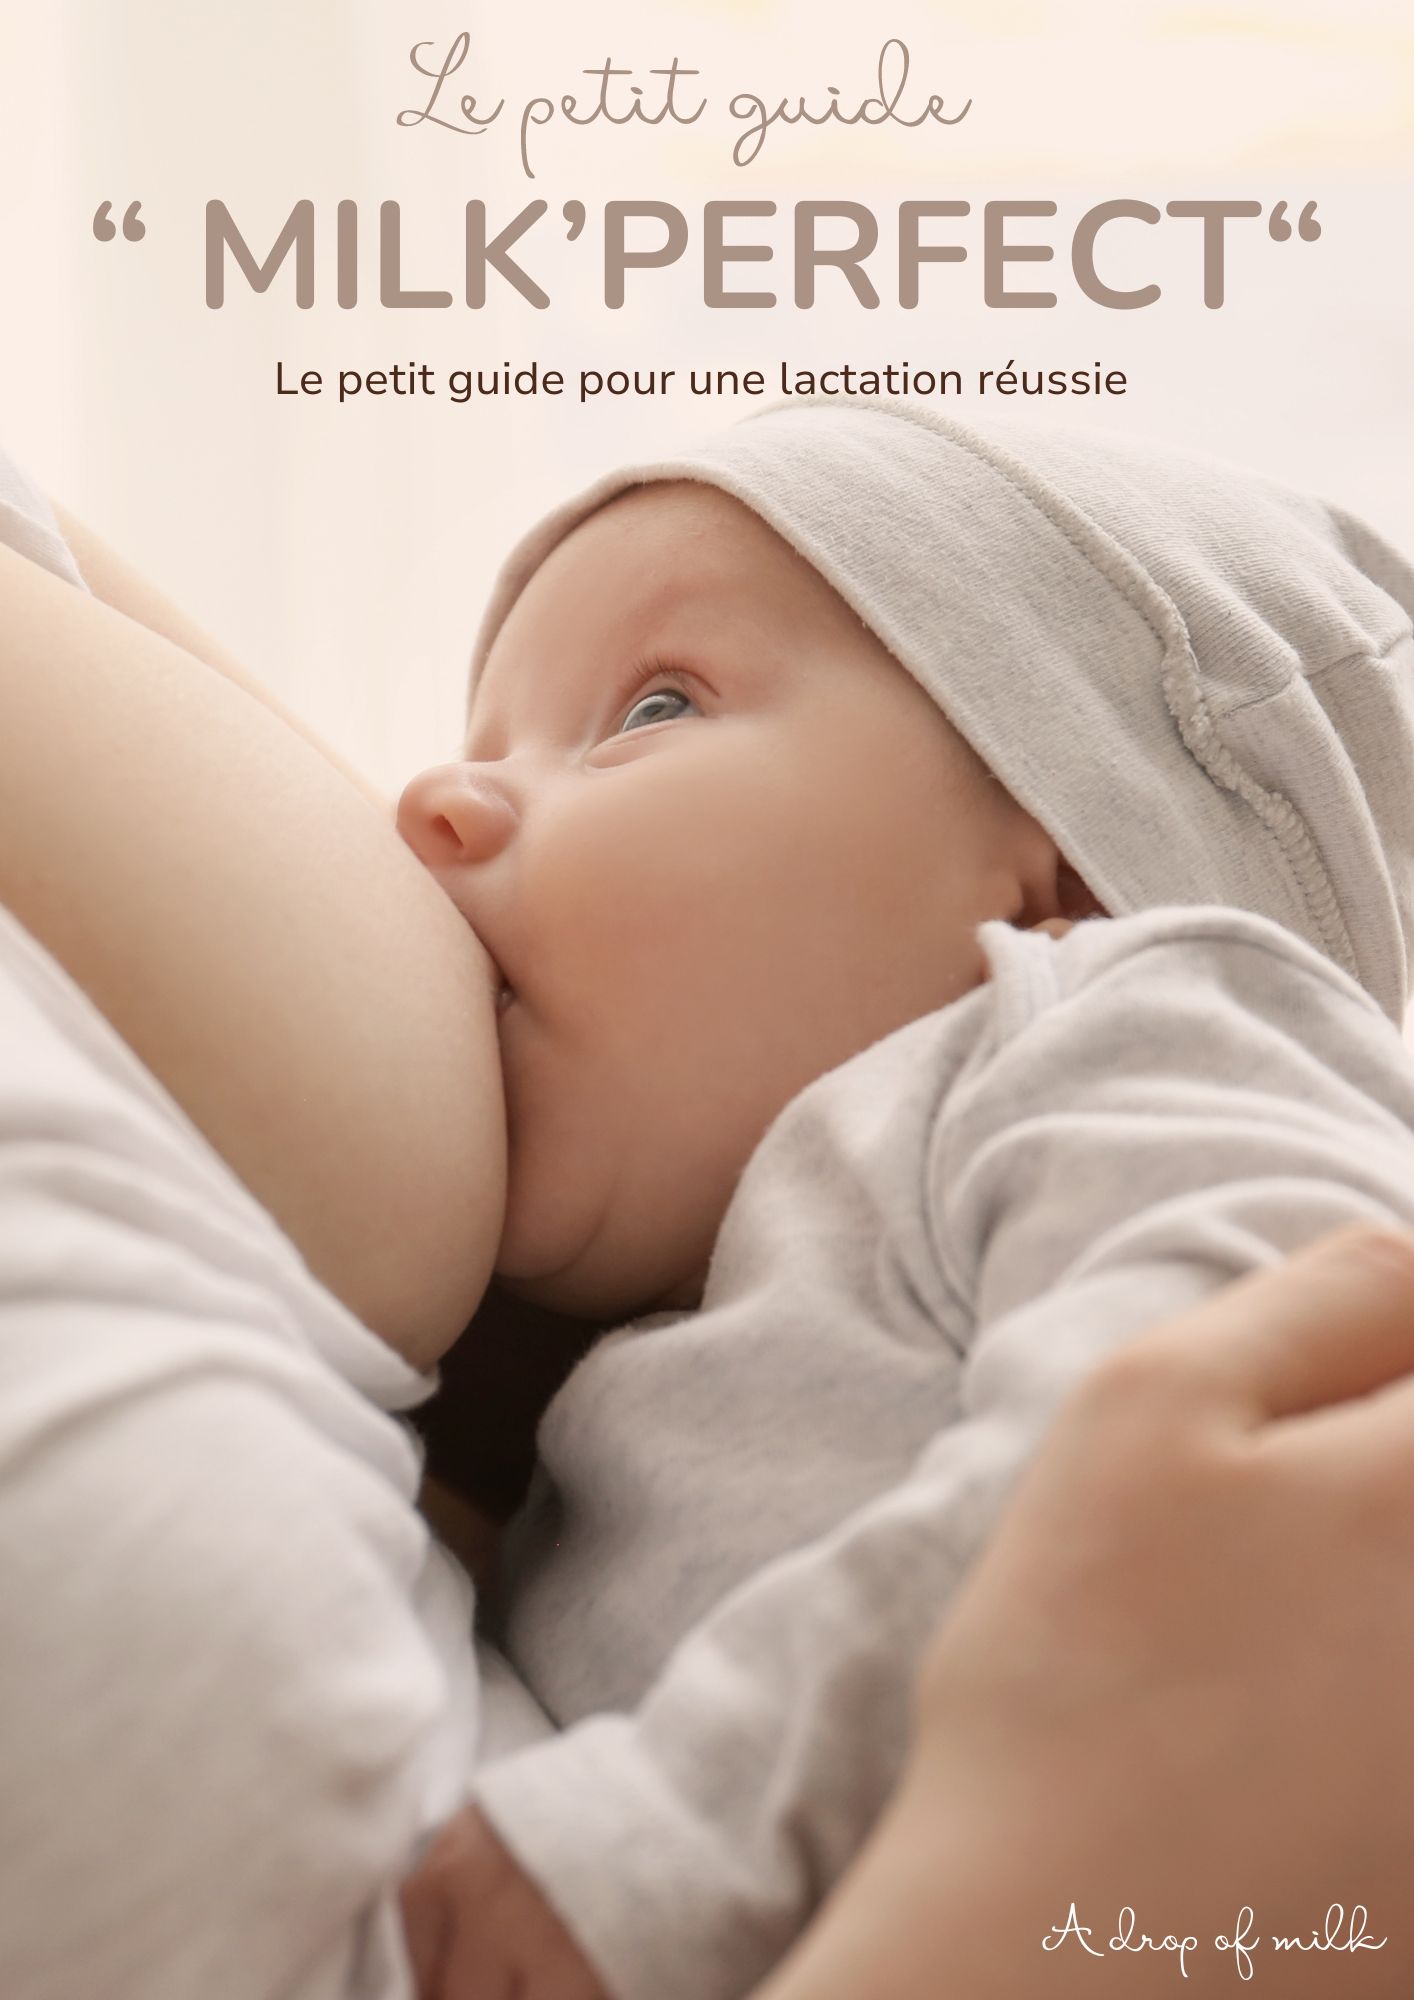 Le petit guide
“ MILK’PERFECT“
Le petit guide pour une lactation réussie
A drop of milk